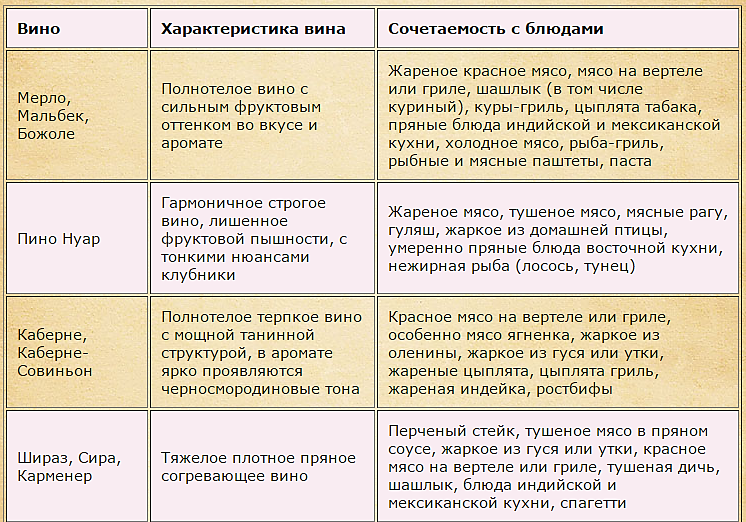 Вино
Характеристика вина
Сочетаемость с блюдами
Мерло,
Мальбек,
Божоле
Полнотелое вино с
сильным фруктовым
оттенком во вкусе и
аромате
Жареное красное мясо, мясо на вертеле
или гриле, шашлык (в том числе
куриный), куры-гриль, цыплята табака,
пряные блюда индийской и мексиканской
кухни, холодное мясо, рыба-гриль,
рыбные и мясные паштеты, паста
Пино Нуар
Гармоничное строгое
вино, лишенное
фруктовой пышности, с
тонкими нюансами
клубники
Жареное мясо, тушеное мясо, мясные рагу,
гуляш, жаркое из домашней птицы,
умеренно пряные блюда восточной кухни,
нежирная рыба (лосось, тунец)
Каберне,
Каберне-
Совиньон
Полнотелое терпкое вино
с мощной танинной
структурой, в аромате
ярко проявляются
черносмородиновые тона
Красное мясо на вертеле или гриле,
особенно мясо ягненка, жаркое из
оленины, жаркое из гуся или утки,
жареные цыплята, цыплята гриль,
жареная индейка, ростбифы
Шираз, Сира,
Карменер
Тяжелое плотное пряное
согревающее вино
Перченый стейк, тушеное мясо в пряном
соусе, жаркое из гуся или утки, красное
мясо на вертеле или гриле, тушеная дичь,
шашлык, блюда индийской и
мексиканской кухни, спагетти